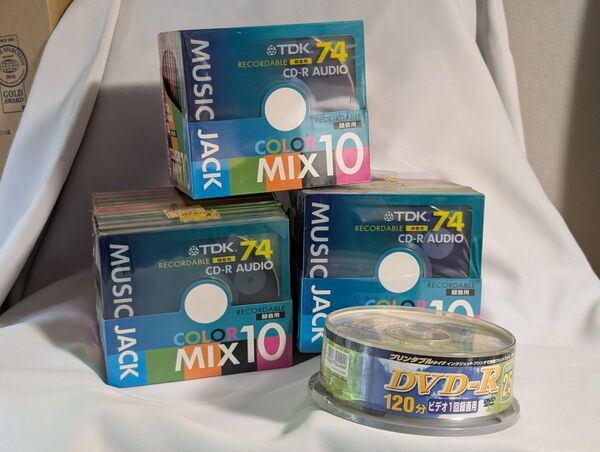 GOLD
AWARD
MUSIC JACK
TDK 74
RECORDABLE 録音用
CD-R AUDIO
RECORDABLE
録音用
COLOR
MIX 10
MUSIC JACK
TDK 74
RECORDABLE 録音用
CD-R AUDIO
RECORDABLE
録音用
COLOR
MIX 10
MUSIC JACK
TDK 74
RECORDABLE 録音用
CD-R AUDIO
RECORDABLE
録音用
COLOR
MIX 10
プリンタブルタイプ
DVD-R
120分 ビデオ1回録画用